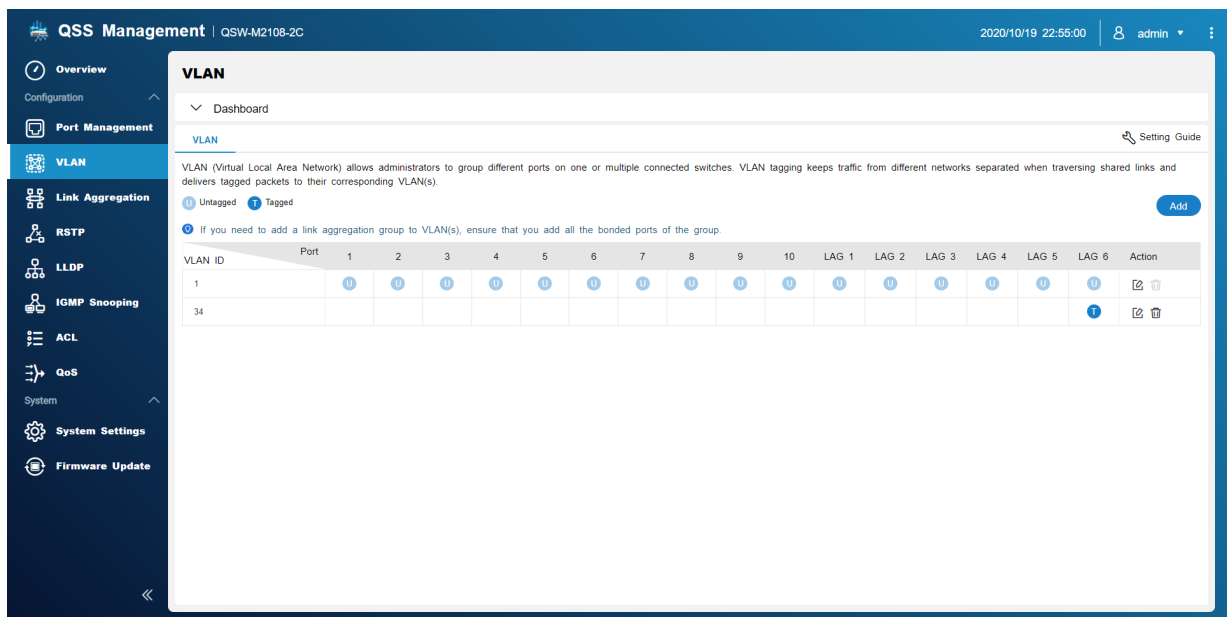 QSS Management | QSW-M2108-2C
2020/10/19 22:55:00
admin
Overview
Configuration
Port Management
VLAN
Link Aggregation
RSTP
LLDP
IGMP Snooping
ACL
QoS
System
System Settings
Firmware Update
VLAN
Dashboard
VLAN
Setting Guide
VLAN (Virtual Local Area Network) allows administrators to group different ports on one or multiple connected switches. VLAN tagging keeps traffic from different networks separated when traversing shared links and
delivers tagged packets to their corresponding VLAN(s).
U Untagged T Tagged
Add
If you need to add a link aggregation group to VLAN(s), ensure that you add all the bonded ports of the group.
VLAN ID Port 1 2 3 4 5 6 7 8 9 10 LAG 1 LAG 2 LAG 3 LAG 4 LAG 5 LAG 6 Action
1 U U U U U U U U U U U U U U U U
34 T